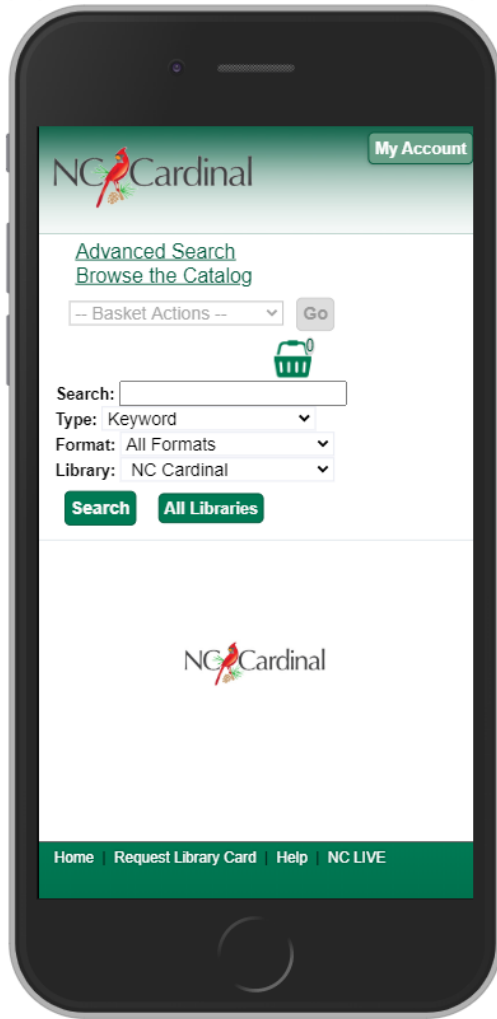 My Account
NC Cardinal
Advanced Search
Browse the Catalog
-- Basket Actions -- Go
0
Search:
Type: Keyword
Format: All Formats
Library: NC Cardinal
Search All Libraries
NC Cardinal
Home | Request Library Card | Help | NC LIVE